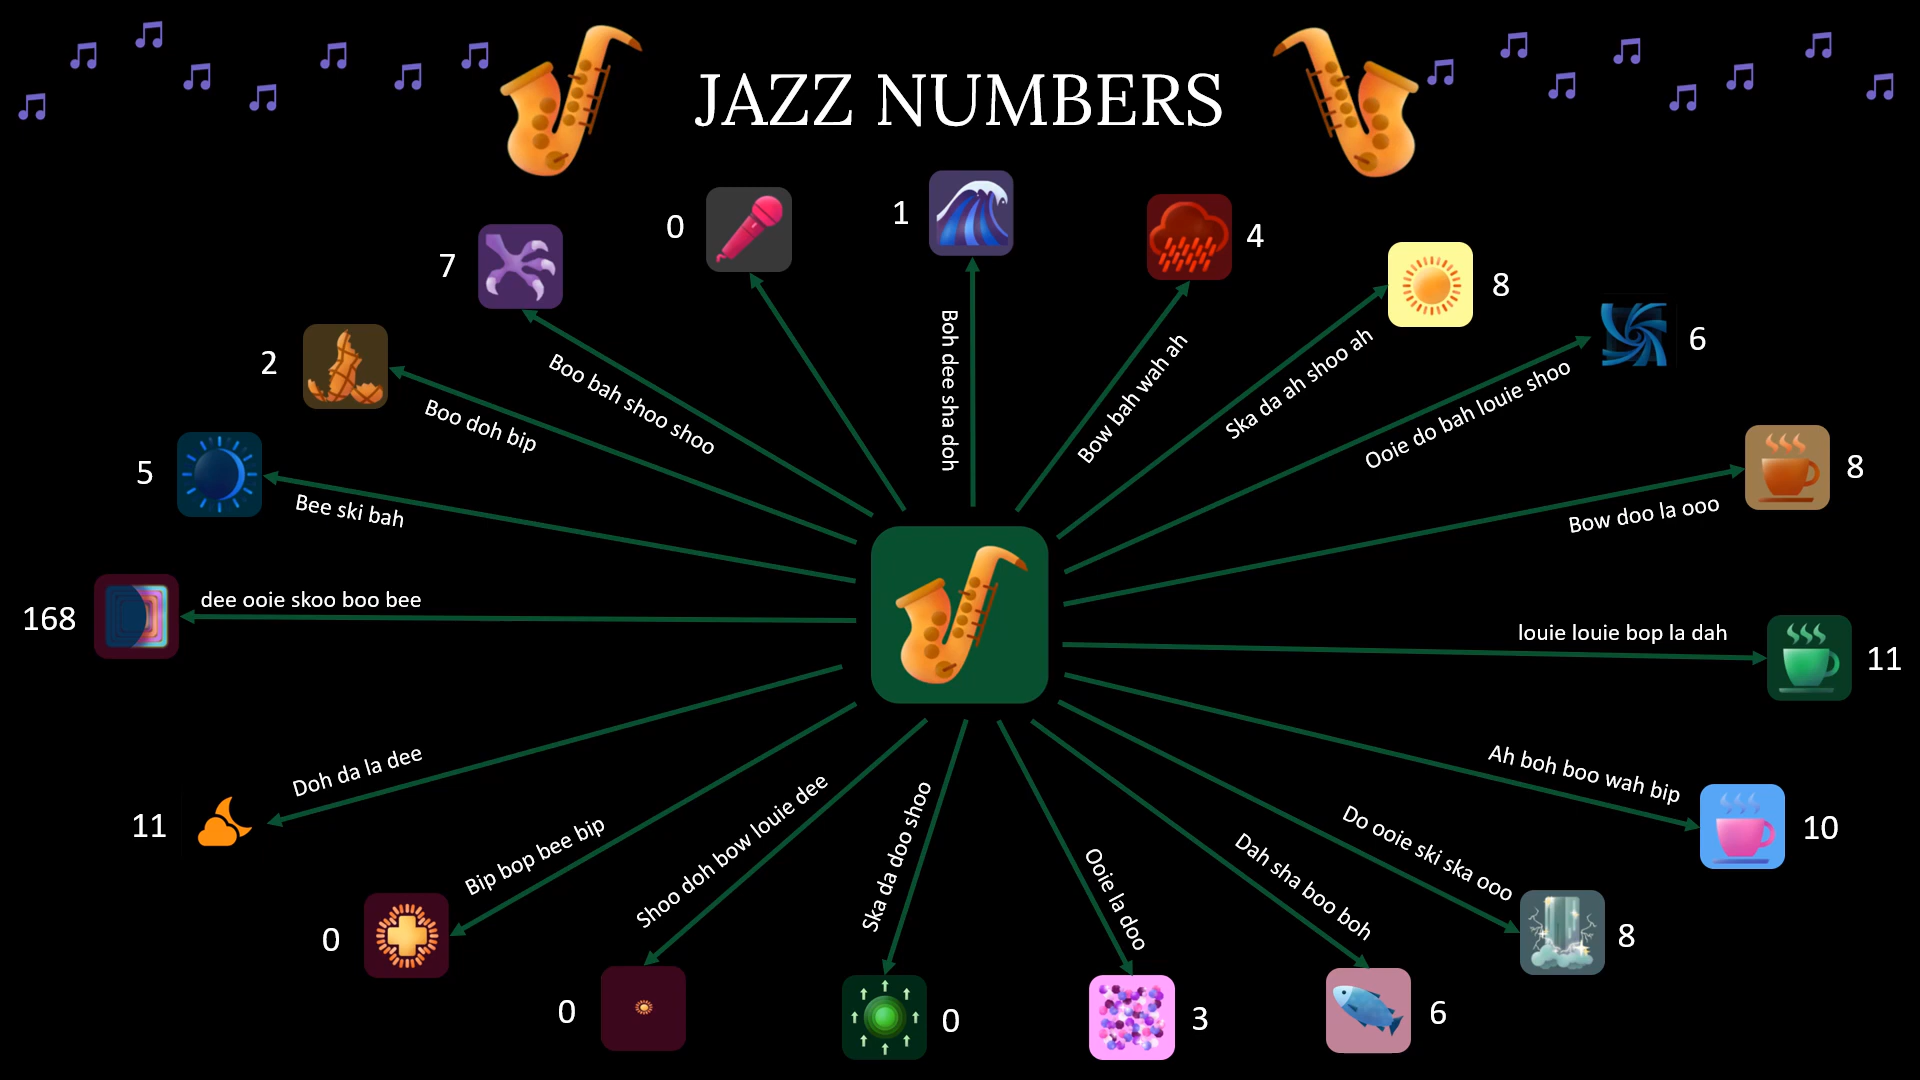 JAZZ NUMBERS
0
1
4
7
8
6
2
5
8
168
11
11
10
0
8
0
0
3
6
Boh dee sha doh
Bow bah wah ah
Ska da ah shoo ah
Ooie do bah louie shoo
Bow doo la ooo
louie louie bop la dah
Ah boh boo wah bip
Do ooie ski ska ooo
Dah sha boo boh
Ooie la doo
Ska da doo shoo
Shoo doh bow louie dee
Bip bop bee bip
Doh da la dee
dee ooie skoo boo bee
Bee ski bah
Boo doh bip
Boo bah shoo shoo